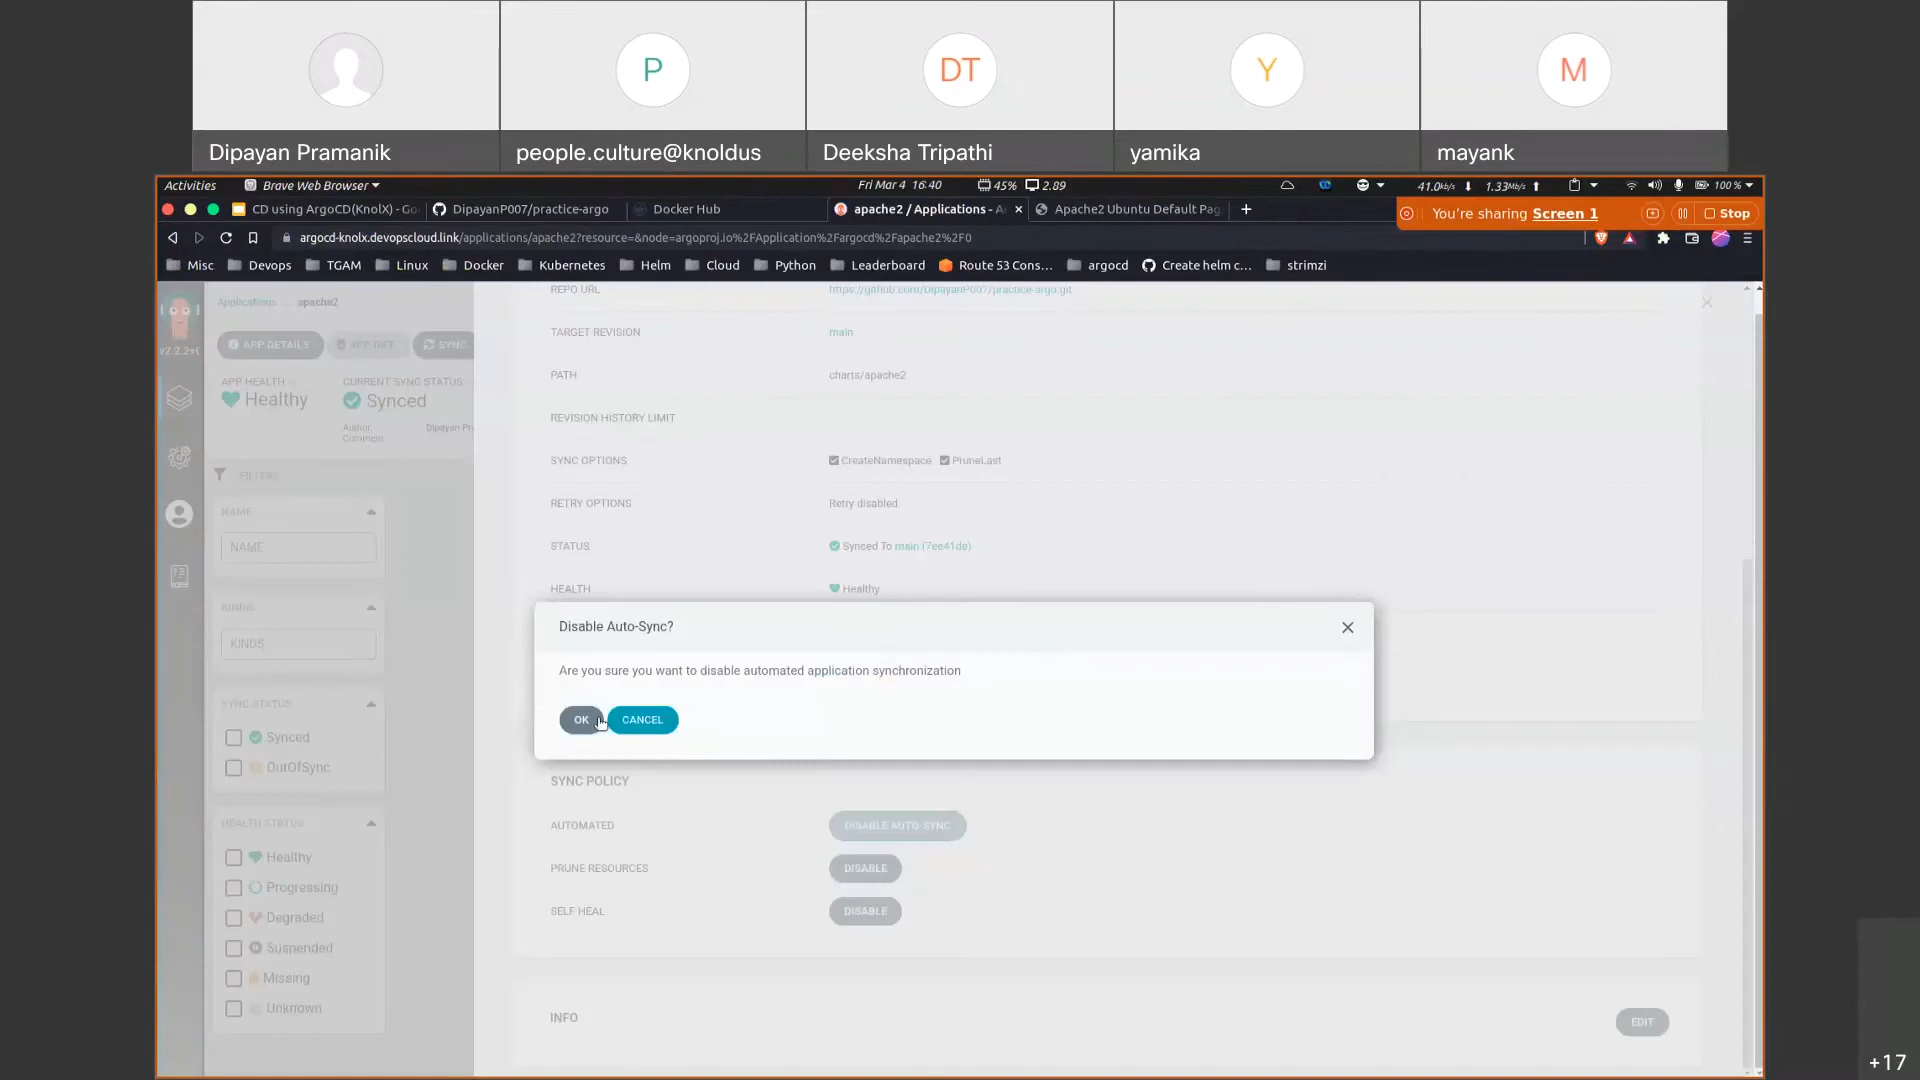 P
DT
Y
M
Dipayan Pramanik
people.culture@knoldus
Deeksha Tripathi
yamika
mayank
Activities
Brave Web Browser
Fri Mar 4 16:40
45%
2.89
41.0kb/s
1.33Mb/s
100 %
CD using ArgoCD(KnolX) - Go
DipayanP007/practice-argo
Docker Hub
apache2 / Applications - A
Apache2 Ubuntu Default Pag
You're sharing Screen 1
Stop
argocd-knolx.devopscloud.link/applications/apache2?resource=&node=argoproj.io%2FApplication%2Fargocd%2Fapache2%2F0
Misc
Devops
TGAM
Linux
Docker
Kubernetes
Helm
Cloud
Python
Leaderboard
Route 53 Cons...
argocd
Create helm c...
strimzi
v2.2.2+
Applications
apache2
APP DETAILS
APP DIFF
SYNC
APP HEALTH
Healthy
CURRENT SYNC STATUS
Synced
Author:
Dipayan Pr
Comment:
FILTERS
NAME
NAME
KINDS
KINDS
SYNC STATUS
Synced
OutOfSync
HEALTH STATUS
Healthy
Progressing
Degraded
Suspended
Missing
Unknown
REPO URL
https://github.com/DipayanP007/practice-argo.git
TARGET REVISION
main
PATH
charts/apache2
REVISION HISTORY LIMIT
SYNC OPTIONS
CreateNamespace
PruneLast
RETRY OPTIONS
Retry disabled
STATUS
Synced To main (7ee41de)
HEALTH
Healthy
Disable Auto-Sync?
Are you sure you want to disable automated application synchronization
OK
CANCEL
SYNC POLICY
AUTOMATED
DISABLE AUTO-SYNC
PRUNE RESOURCES
DISABLE
SELF HEAL
DISABLE
INFO
EDIT
+17